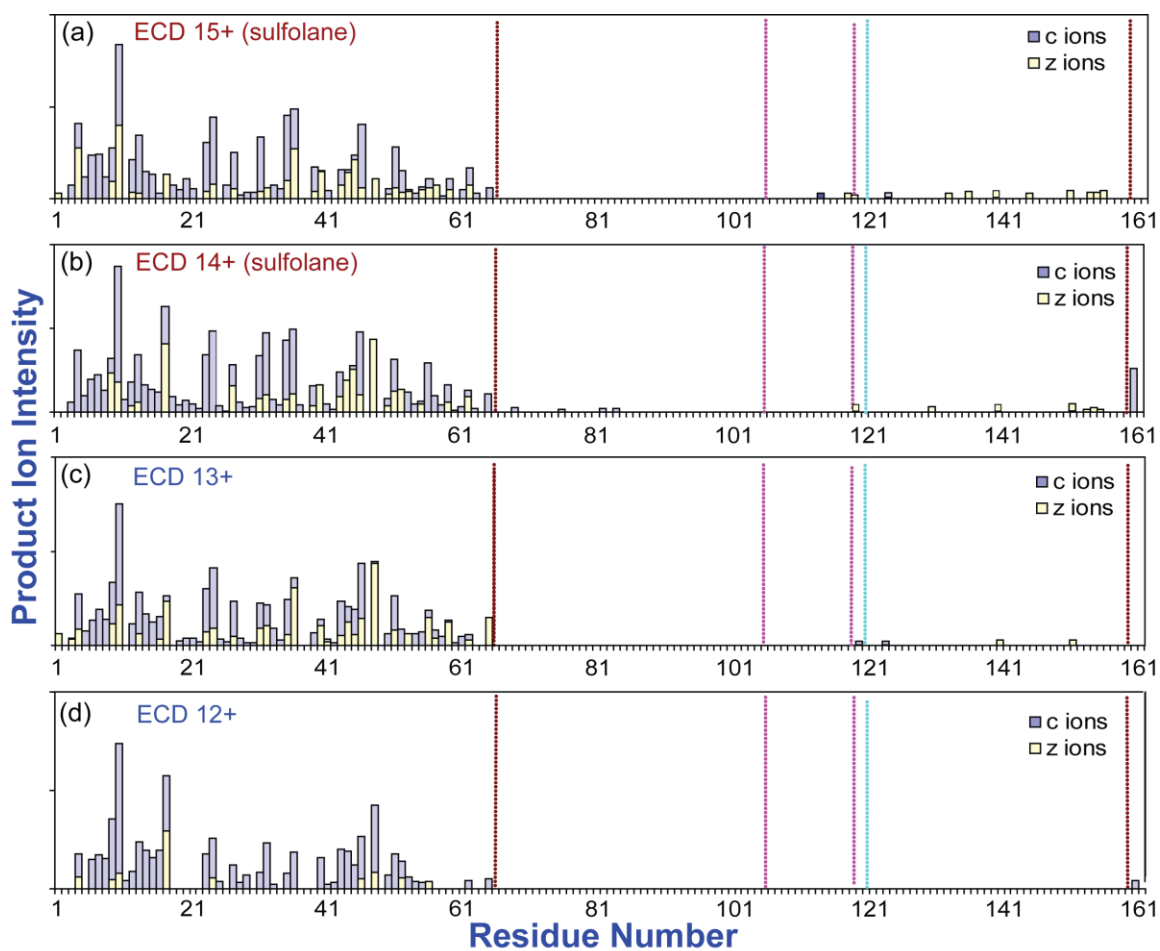 (a) ECD 15+ (sulfolane)
c ions
z ions
1 21 41 61 81 101 121 141 161
(b) ECD 14+ (sulfolane)
c ions
z ions
1 21 41 61 81 101 121 141 161
(c) ECD 13+
c ions
z ions
1 21 41 61 81 101 121 141 161
(d) ECD 12+
c ions
z ions
1 21 41 61 81 101 121 141 161
Product Ion Intensity
Residue Number